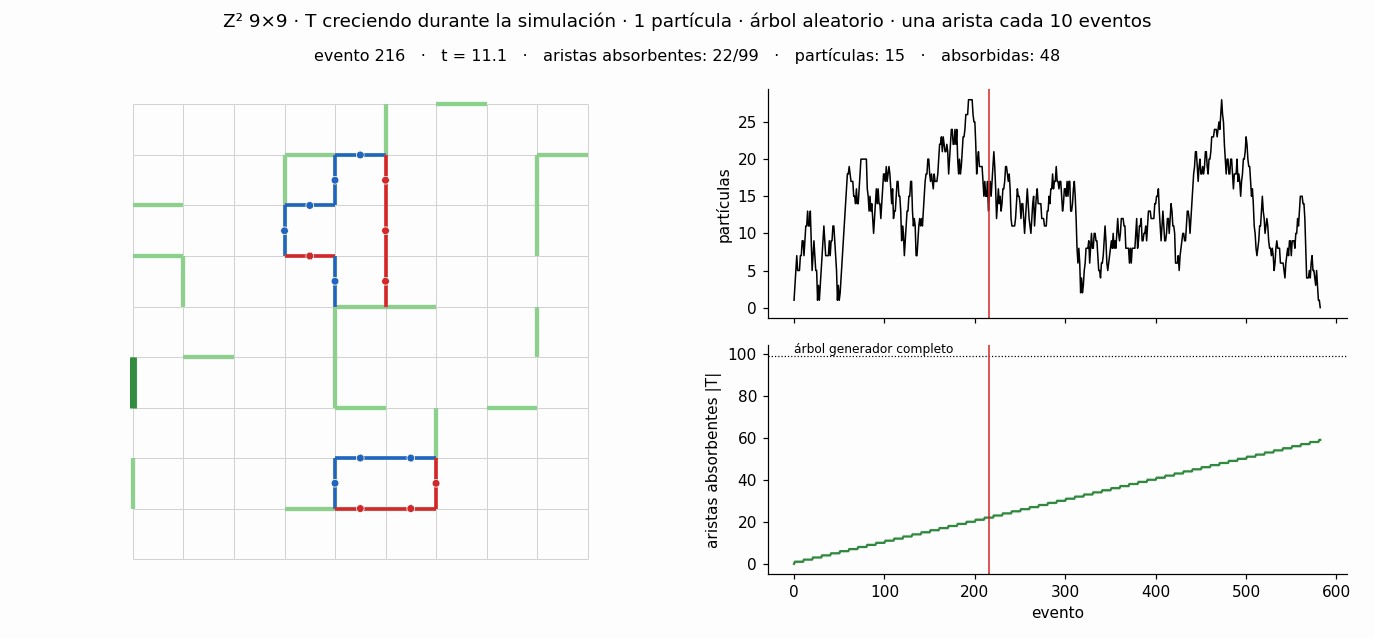 Z² 9×9 · T creciendo durante la simulación · 1 partícula · árbol aleatorio · una arista cada 10 eventos
evento 216 · t = 11.1 · aristas absorbentes: 22/99 · partículas: 15 · absorbidas: 48
partículas
25
20
15
10
5
0
árbol generador completo
aristas absorbentes |T|
100
80
60
40
20
0
0 100 200 300 400 500 600
evento